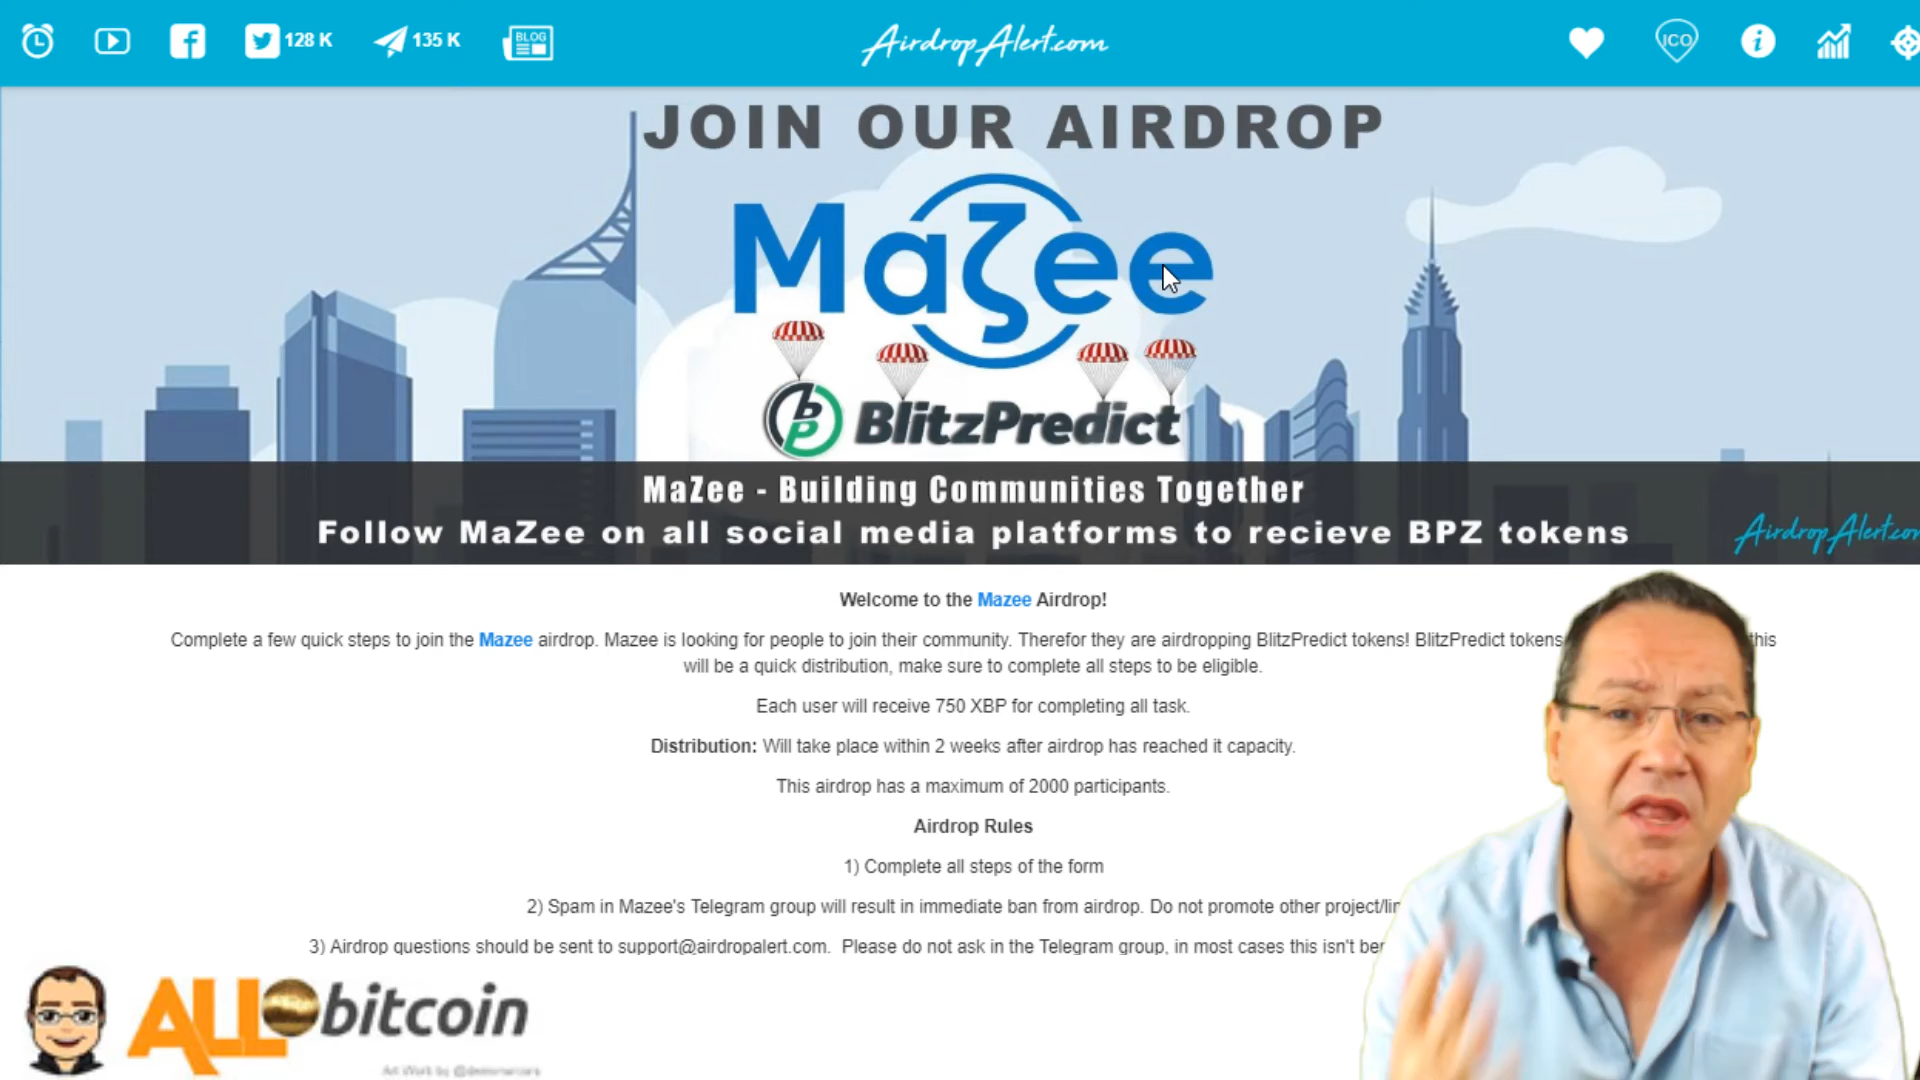 128 K
135 K
BLOG
AirdropAlert.com
ICO
JOIN OUR AIRDROP
Maζee
bp BlitzPredict
MaZee - Building Communities Together
Follow MaZee on all social media platforms to recieve BPZ tokens
AirdropAlert.com
Welcome to the Mazee Airdrop!
Complete a few quick steps to join the Mazee airdrop. Mazee is looking for people to join their community. Therefor they are airdropping BlitzPredict tokens! BlitzPredict tokens this
will be a quick distribution, make sure to complete all steps to be eligible.
Each user will receive 750 XBP for completing all task.
Distribution: Will take place within 2 weeks after airdrop has reached it capacity.
This airdrop has a maximum of 2000 participants.
Airdrop Rules
1) Complete all steps of the form
2) Spam in Mazee's Telegram group will result in immediate ban from airdrop. Do not promote other project/lin
3) Airdrop questions should be sent to support@airdropalert.com. Please do not ask in the Telegram group, in most cases this isn't ber
ALLObitcoin
Art Work by